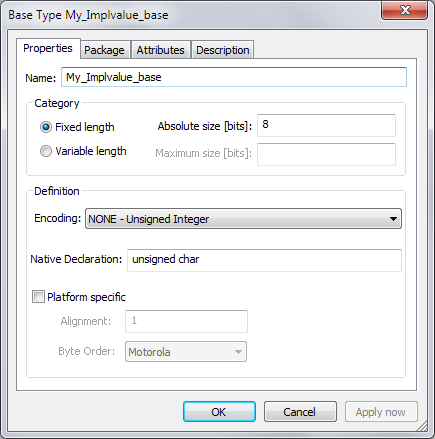 Base Type My_Implvalue_base
Properties Package Attributes Description
Name: My_Implvalue_base
Category
Fixed length Absolute size [bits]: 8
Variable length Maximum size [bits]:
Definition
Encoding: NONE - Unsigned Integer
Native Declaration: unsigned char
Platform specific
Alignment: 1
Byte Order: Motorola
OK Cancel Apply now